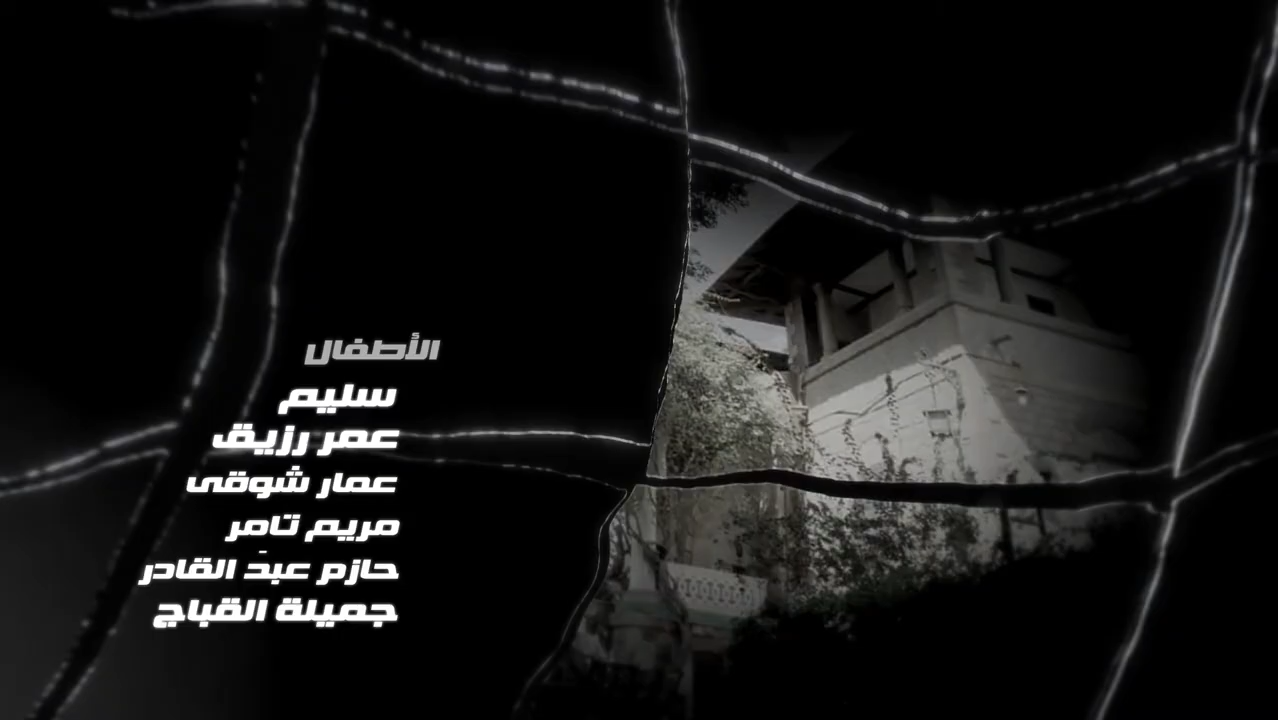 الأطفال
سليم
عمر رزيق
عمار شوقى
مريم تامر
حازم عبد القادر
جميلة القباج